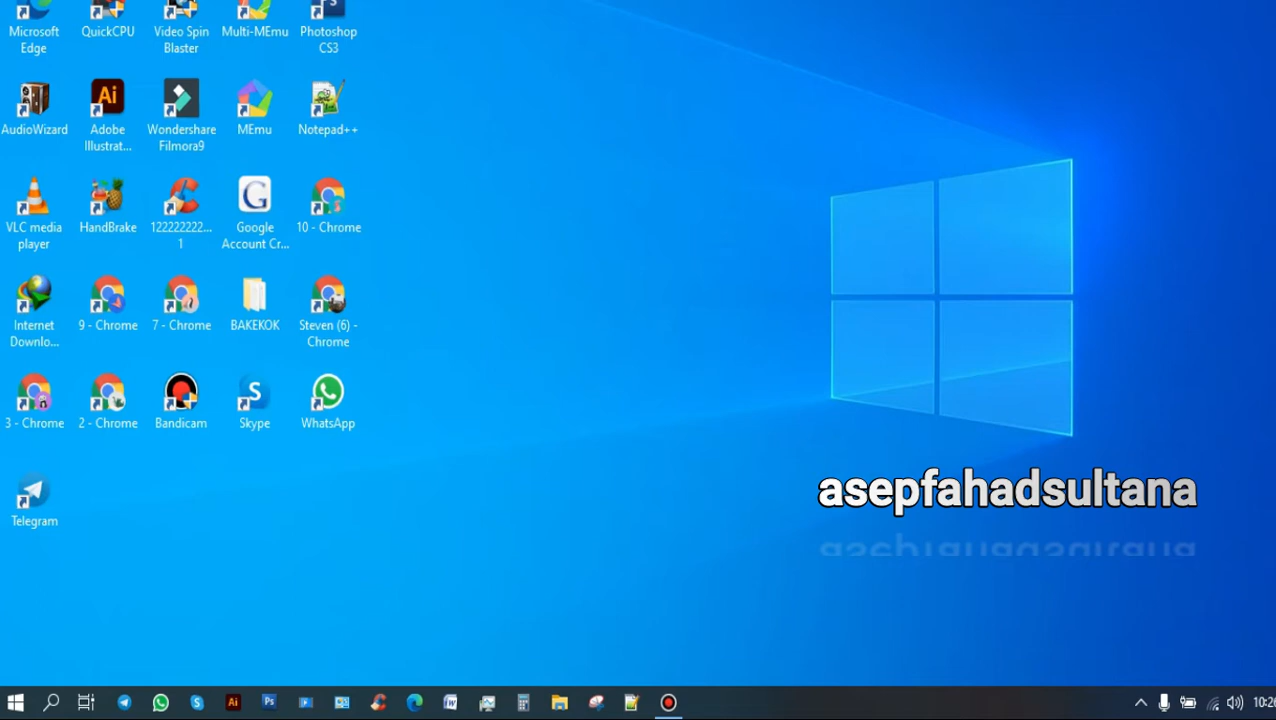 Microsoft Edge
QuickCPU
Video Spin Blaster
Multi-MEmu
Photoshop CS3
AudioWizard
Adobe Illustrat...
Wondershare Filmora9
MEmu
Notepad++
VLC media player
HandBrake
122222222... 1
Google Account Cr...
10 - Chrome
Internet Downlo...
9 - Chrome
7 - Chrome
BAKEKOK
Steven (6) - Chrome
3 - Chrome
2 - Chrome
Bandicam
Skype
WhatsApp
asepfahadsultana
Telegram
10:26